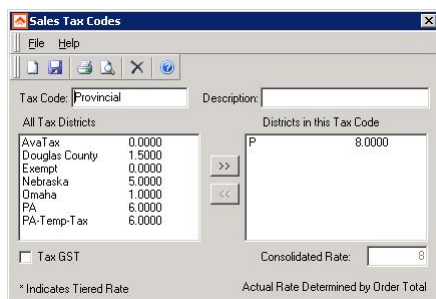 Sales Tax Codes
File Help
Tax Code: Provincial Description:
All Tax Districts Districts in this Tax Code
AvaTax 0.0000
Douglas County 1.5000
Exempt 0.0000
Nebraska 5.0000
Omaha 1.0000
PA 6.0000
PA-Temp-Tax 6.0000
P 8.0000
>>
<<
Tax GST Consolidated Rate: 8
* Indicates Tiered Rate Actual Rate Determined by Order Total